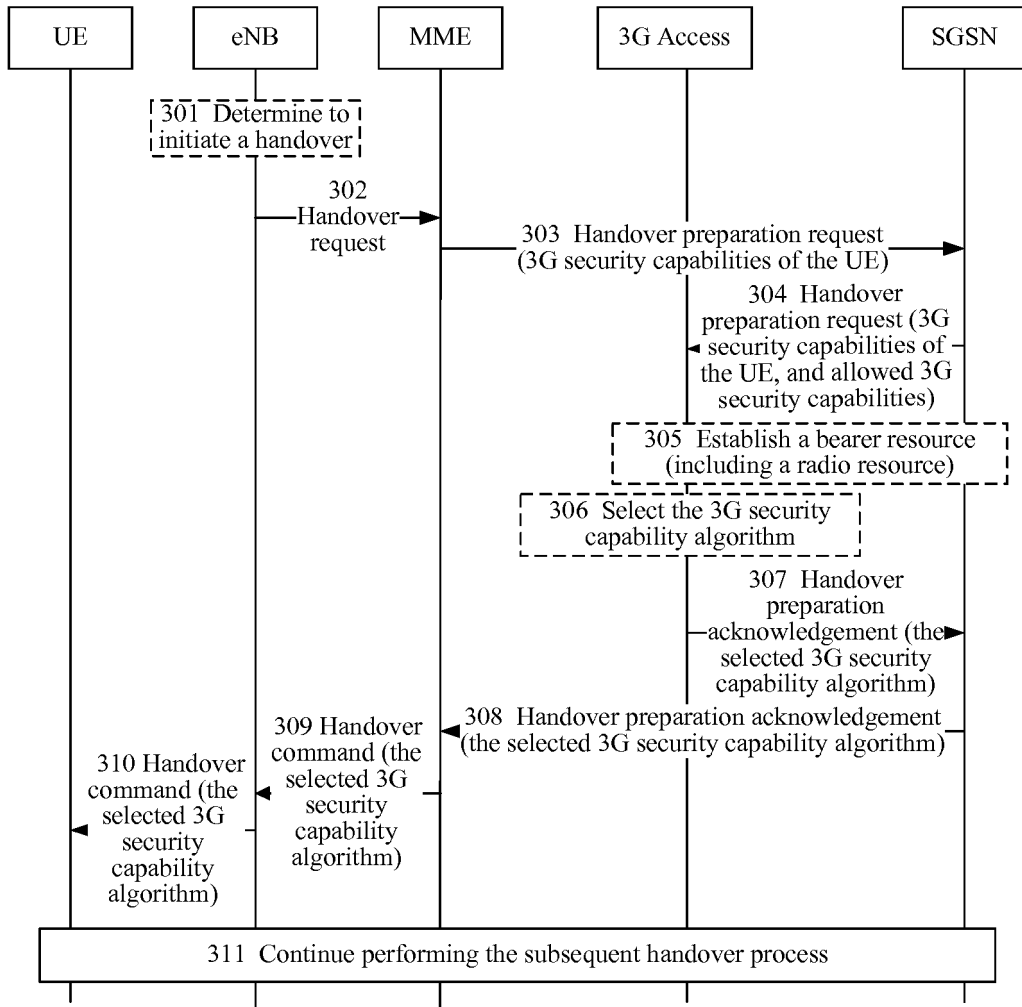 UE
eNB
MME
3G Access
SGSN
301 Determine to
initiate a handover
302
Handover
request
303 Handover preparation request
(3G security capabilities of the UE)
304 Handover
preparation request (3G
security capabilities of
the UE, and allowed 3G
security capabilities)
305 Establish a bearer resource
(including a radio resource)
306 Select the 3G security
capability algorithm
307 Handover
preparation
acknowledgement (the
selected 3G security
capability algorithm)
308 Handover preparation acknowledgement
(the selected 3G security capability algorithm)
309 Handover
command (the
selected 3G
security
capability
algorithm)
310 Handover
command (the
selected 3G
security
capability
algorithm)
311 Continue performing the subsequent handover process